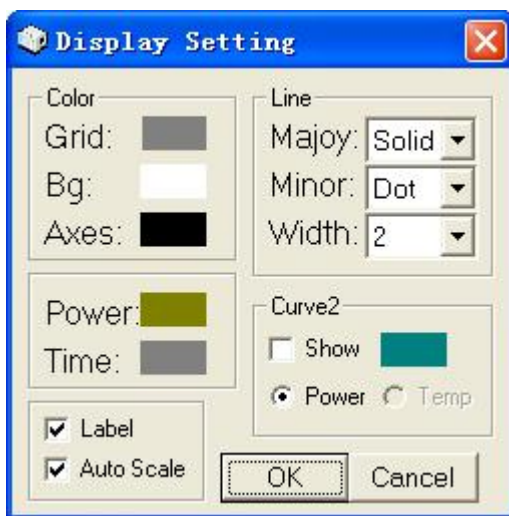 Display Setting
Color
Grid:
Bg:
Axes:
Power:
Time:
Label
Auto Scale
Line
Majoy: Solid
Minor: Dot
Width: 2
Curve2
Show
Power Temp
OK Cancel